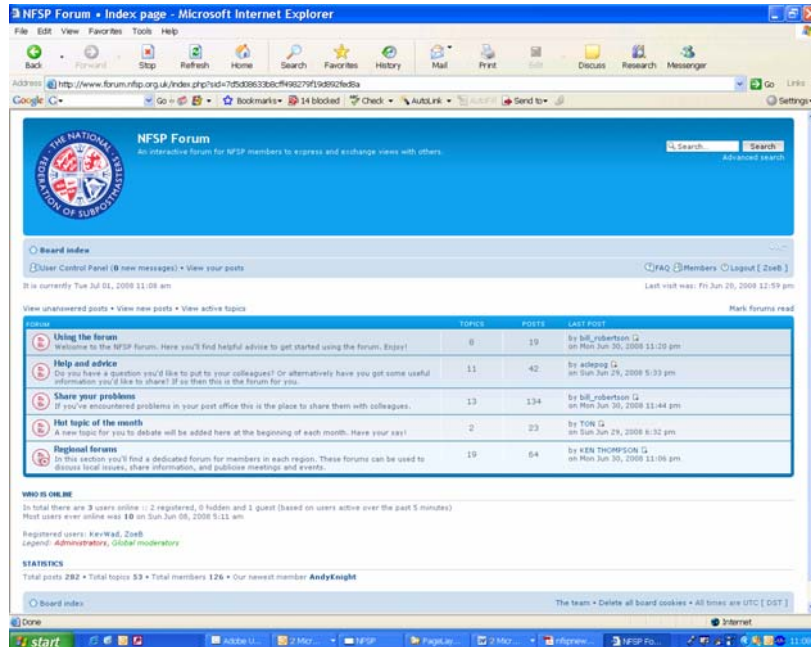 NFSP Forum • Index page - Microsoft Internet Explorer
File Edit View Favorites Tools Help
Back Forward Stop Refresh Home Search Favorites History Mail Print Edit Discuss Research Messenger
Address http://www.forum.nfsp.org.uk/index.php?sid=7d5d08633b8cff498279f19d892fed8a Go Links
Google Go Bookmarks 14 blocked Check AutoLink AutoFill Send to Settings
THE NATIONAL FEDERATION OF SUBPOSTMASTERS
NFSP Forum
An interactive forum for NFSP members to express and exchange views with others.
Search... Search
Advanced search
Board index
User Control Panel (0 new messages) • View your posts
FAQ Members Logout [ ZoeB ]
It is currently Tue Jul 01, 2008 11:08 am
Last visit was: Fri Jun 20, 2008 12:59 pm
View unanswered posts • View new posts • View active topics
Mark forums read
FORUM TOPICS POSTS LAST POST
Using the forum
Welcome to the NFSP forum. Here you'll find helpful advice to get started using the forum. Enjoy!
8 19
by bill_robertson
on Mon Jun 30, 2008 11:20 pm
Help and advice
Do you have a question you'd like to put to your colleagues? Or alternatively have you got some useful
information you'd like to share? If so then this is the forum for you.
11 42
by aclepog
on Sun Jun 29, 2008 5:33 pm
Share your problems
If you've encountered problems in your post office this is the place to share them with colleagues.
13 134
by bill_robertson
on Mon Jun 30, 2008 11:44 pm
Hot topic of the month
A new topic for you to debate will be added here at the beginning of each month. Have your say!
2 23
by TON
on Sun Jun 29, 2008 6:32 pm
Regional forums
In this section you'll find a dedicated forum for members in each region. These forums can be used to
discuss local issues, share information, and publicise meetings and events.
19 64
by KEN THOMPSON
on Mon Jun 30, 2008 11:06 pm
WHO IS ONLINE
In total there are 3 users online :: 2 registered, 0 hidden and 1 guest (based on users active over the past 5 minutes)
Most users ever online was 10 on Sun Jun 08, 2008 5:11 am
Registered users: KevWad, ZoeB
Legend: Administrators, Global moderators
STATISTICS
Total posts 282 • Total topics 53 • Total members 126 • Our newest member AndyKnight
Board index
The team • Delete all board cookies • All times are UTC [ DST ]
Done Internet
start Adobe U... 2 Micr... NFSP PageLay... 2 Micr... nfspnew... NFSP Fo... 11:08